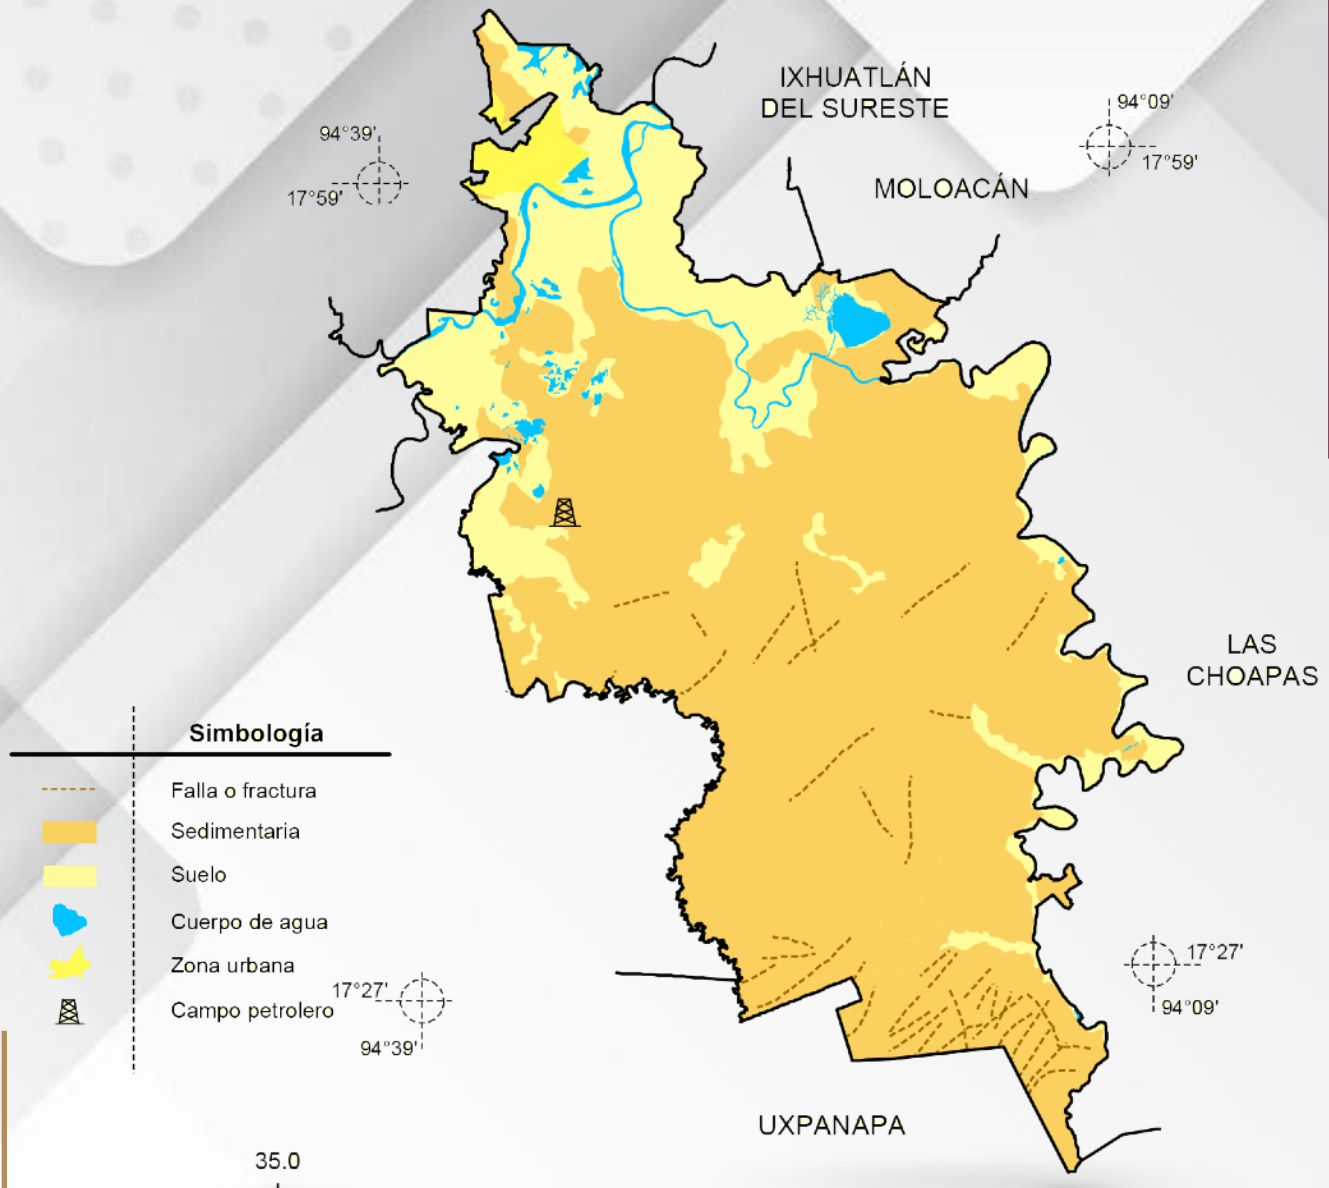 IXHUATLÁN
DEL SURESTE
94°09'
17°59'
94°39'
17°59'
MOLOACÁN
LAS
CHOAPAS
Simbología
Falla o fractura
Sedimentaria
Suelo
Cuerpo de agua
Zona urbana
Campo petrolero
17°27'
94°39'
17°27'
94°09'
UXPANAPA
35.0